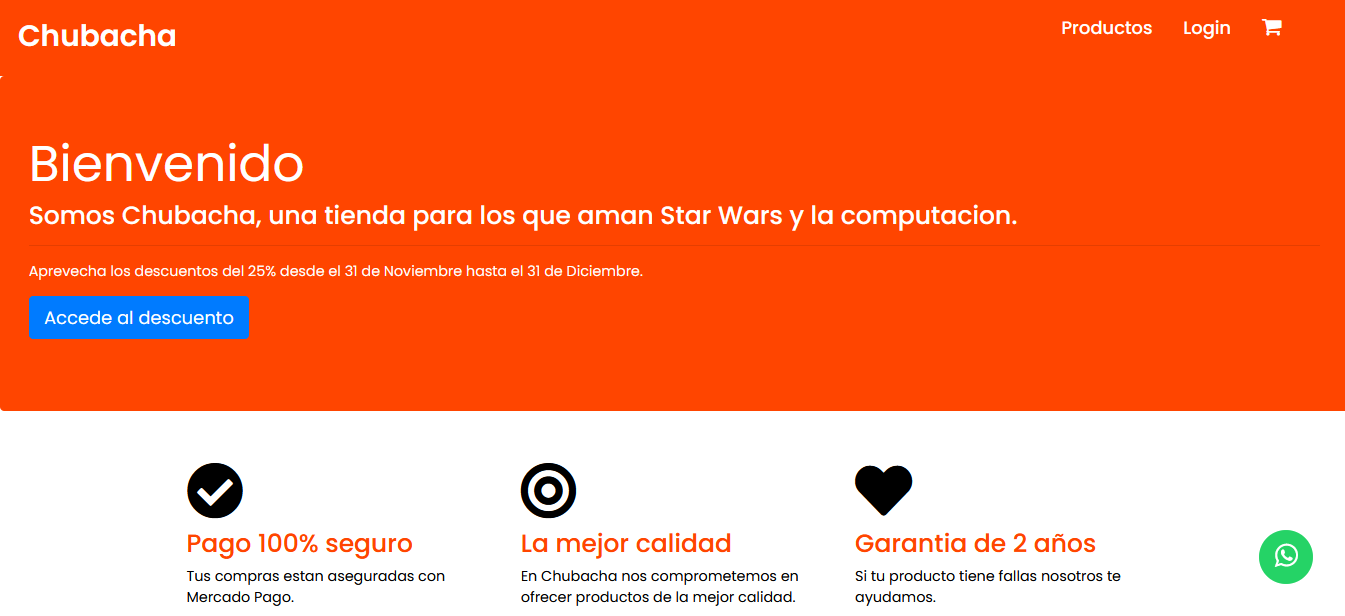 Chubacha
Productos
Login
Bienvenido
Somos Chubacha, una tienda para los que aman Star Wars y la computacion.
Aprevecha los descuentos del 25% desde el 31 de Noviembre hasta el 31 de Diciembre.
Accede al descuento
Pago 100% seguro
Tus compras estan aseguradas con
Mercado Pago.
La mejor calidad
En Chubacha nos comprometemos en
ofrecer productos de la mejor calidad.
Garantia de 2 años
Si tu producto tiene fallas nosotros te
ayudamos.